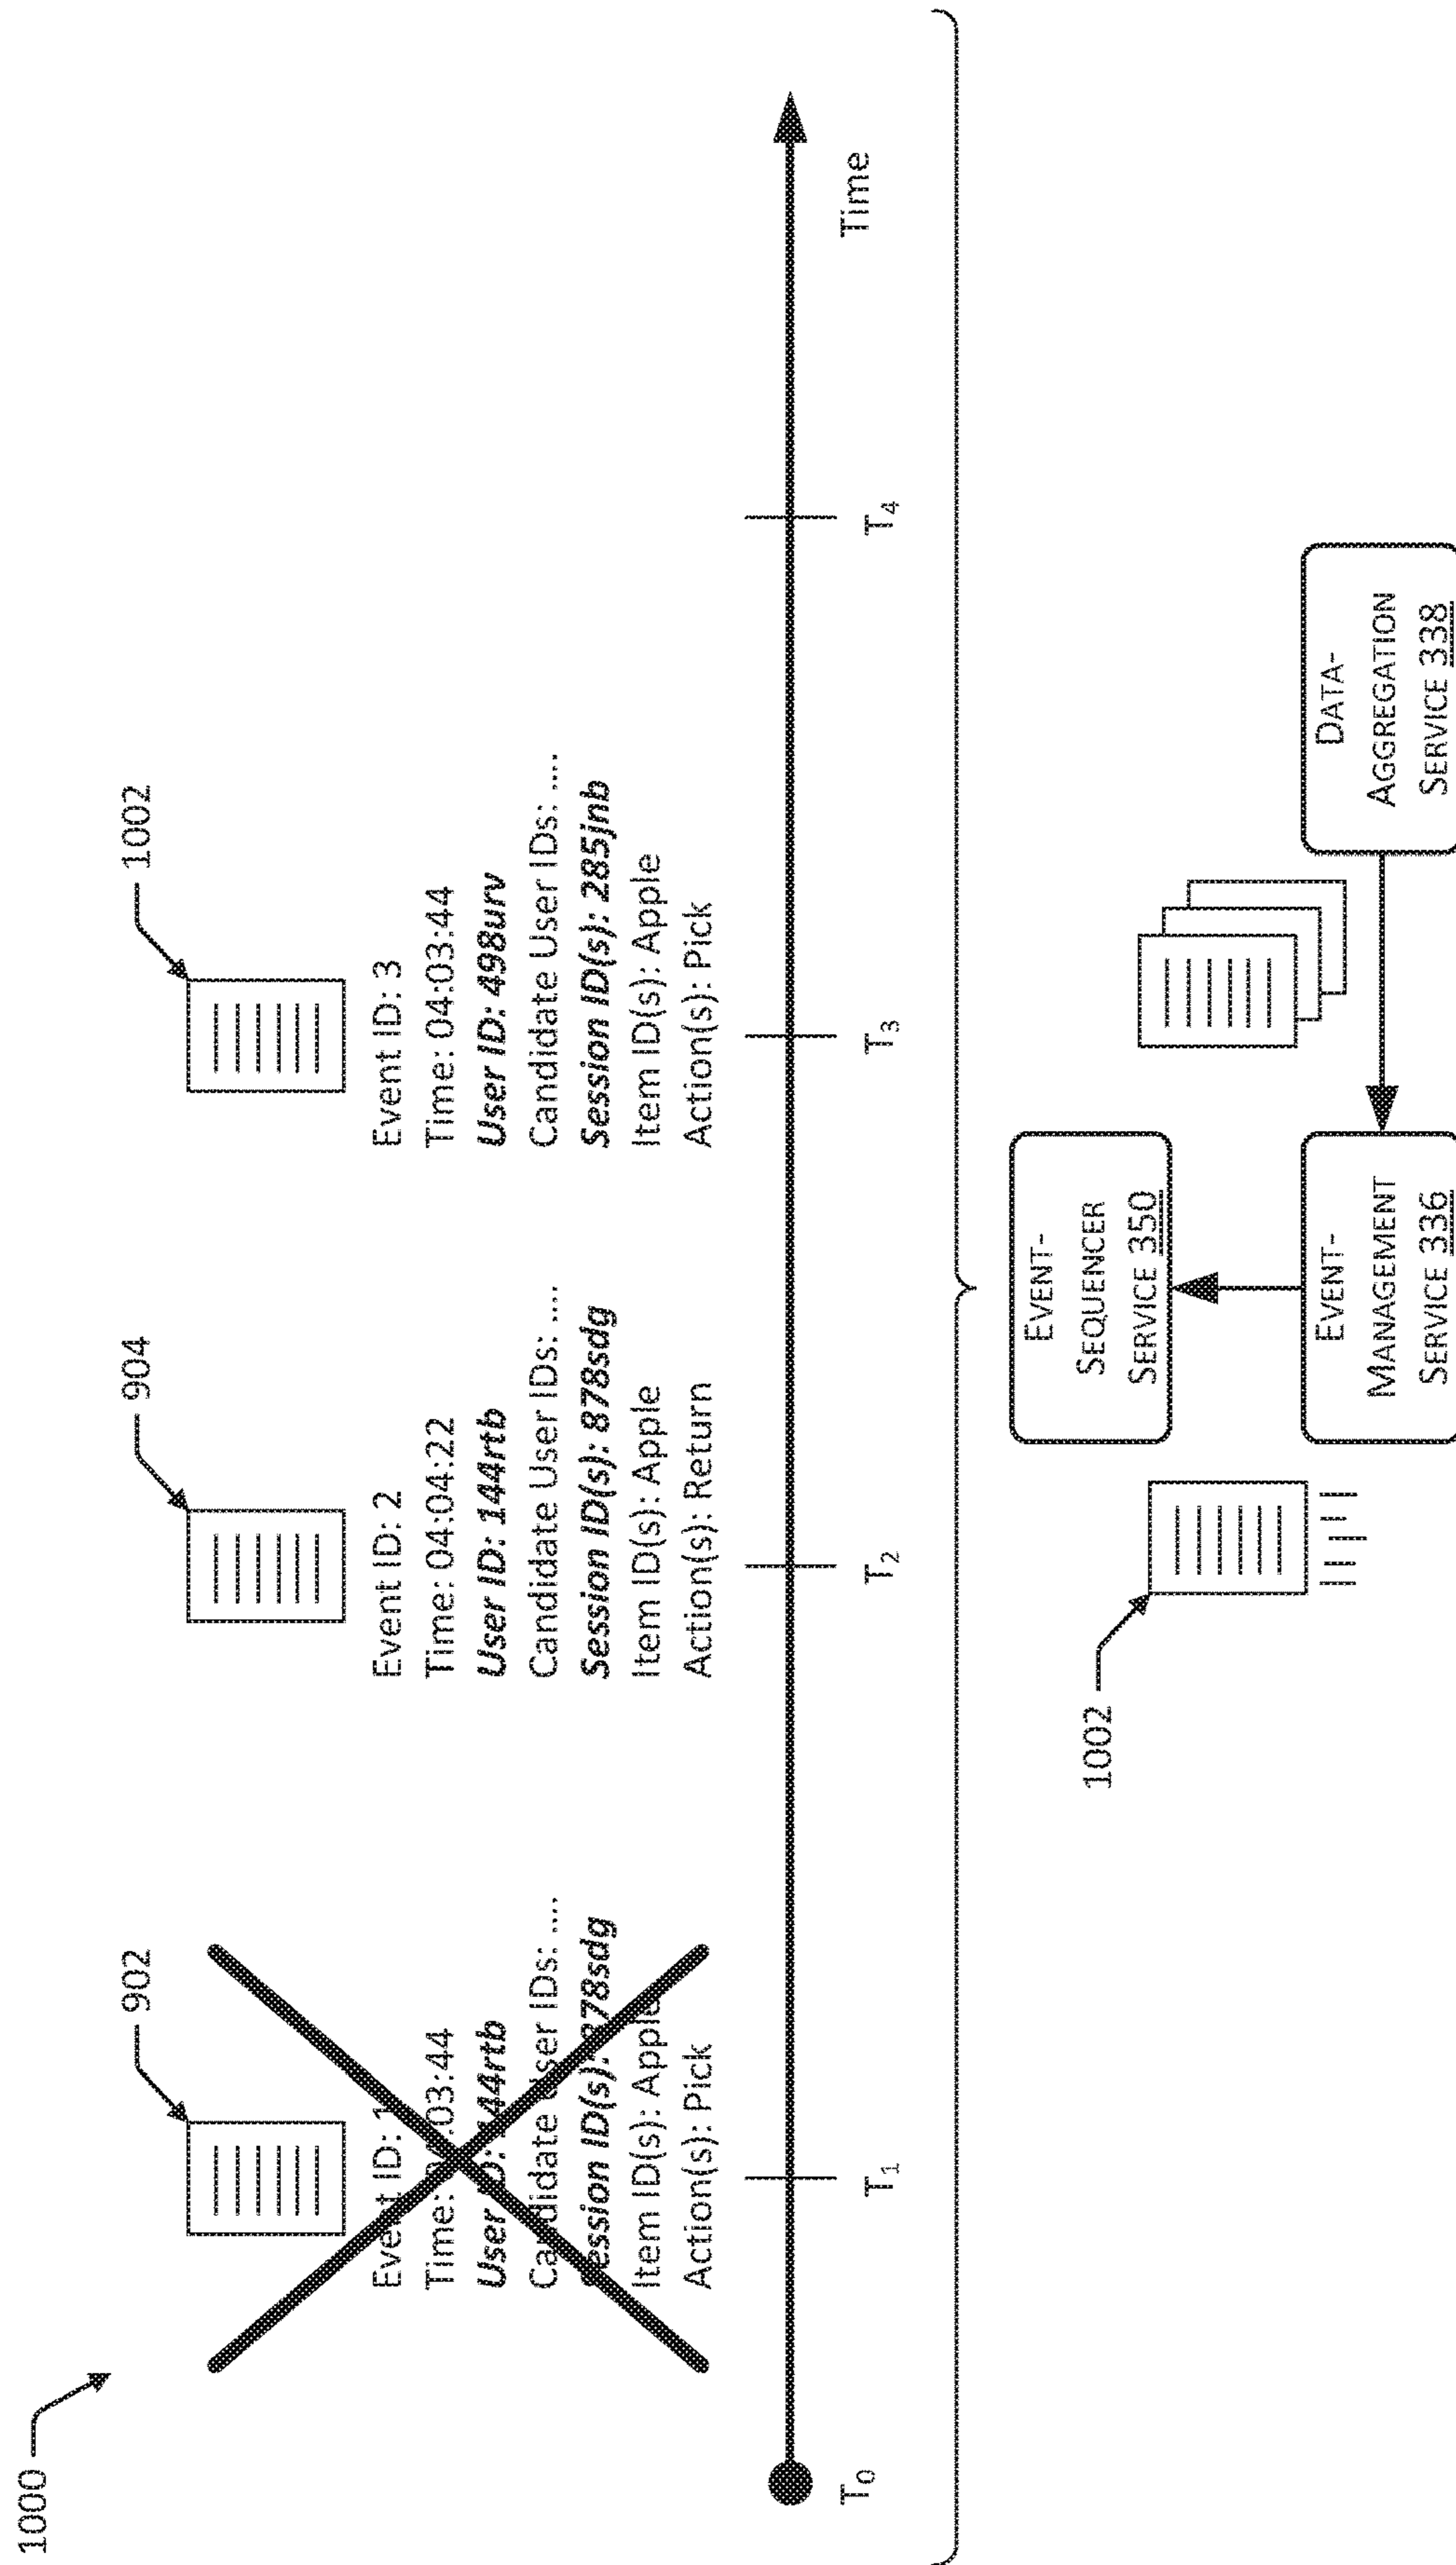 1000
902
Event ID: 1
Time: 04:03:44
User ID: 144rtb
Candidate User IDs: ....
Session ID(s): 878sdg
Item ID(s): Apple
Action(s): Pick
904
Event ID: 2
Time: 04:04:22
User ID: 144rtb
Candidate User IDs: ....
Session ID(s): 878sdg
Item ID(s): Apple
Action(s): Return
1002
Event ID: 3
Time: 04:03:44
User ID: 498urv
Candidate User IDs: ....
Session ID(s): 285jnb
Item ID(s): Apple
Action(s): Pick
T0
T1
T2
T3
T4
Time
1002
EVENT-
SEQUENCER
SERVICE 350
EVENT-
MANAGEMENT
SERVICE 336
DATA-
AGGREGATION
SERVICE 338